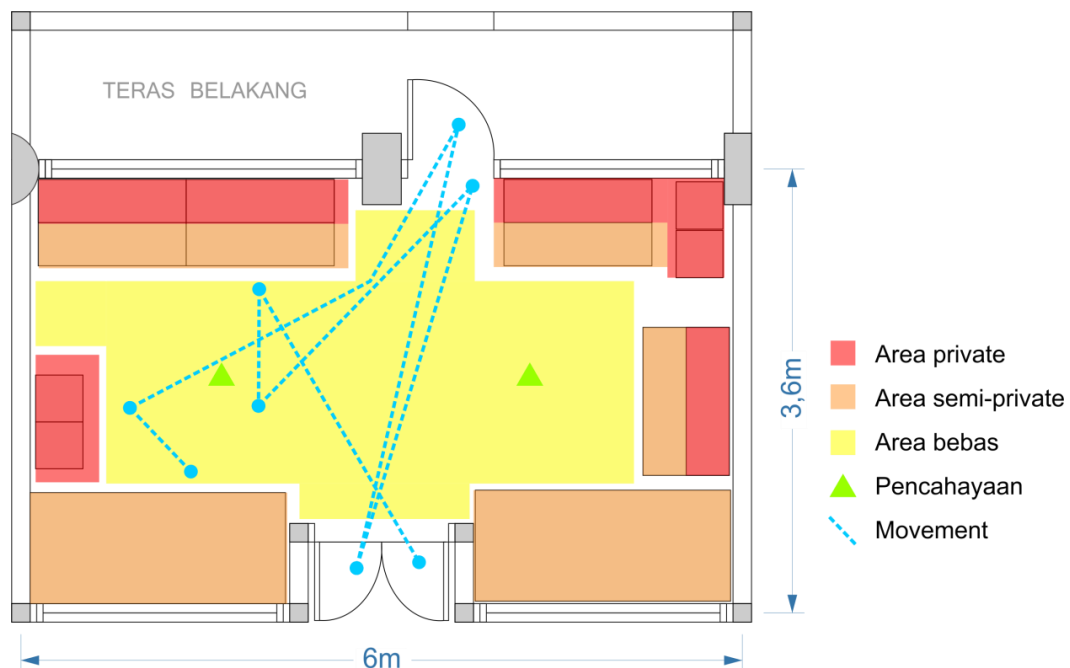 TERAS BELAKANG
Area private
Area semi-private
Area bebas
Pencahayaan
Movement
3,6m
6m